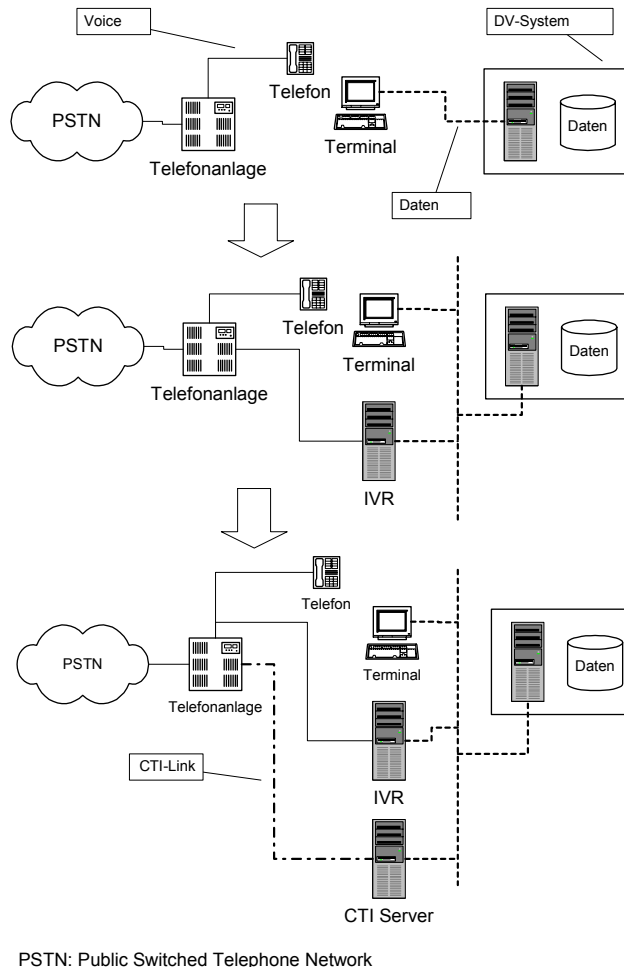 Voice
DV-System
PSTN
Telefonanlage
Telefon
Terminal
Daten
Daten
PSTN
Telefonanlage
Telefon
Terminal
IVR
Daten
PSTN
Telefonanlage
Telefon
Terminal
Daten
CTI-Link
IVR
CTI Server
PSTN: Public Switched Telephone Network